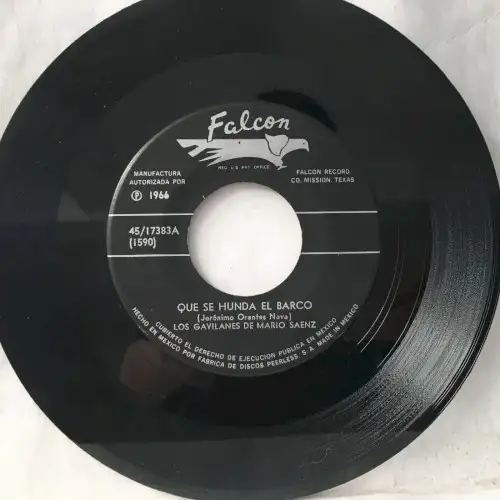 Falcon
REG. U.S. PAT. OFFICE
MANUFACTURA
AUTORIZADA POR
FALCON RECORD
CO. MISSION, TEXAS
Ⓟ 1966
45/17383A
(1590)
QUE SE HUNDA EL BARCO
(Jerónimo Orantes Nava)
LOS GAVILANES DE MARIO SAENZ
CUBIERTO EL DERECHO DE EJECUCION PUBLICA EN MEXICO
HECHO EN MEXICO POR FABRICA DE DISCOS PEERLESS. S. A. MADE IN MEXICO